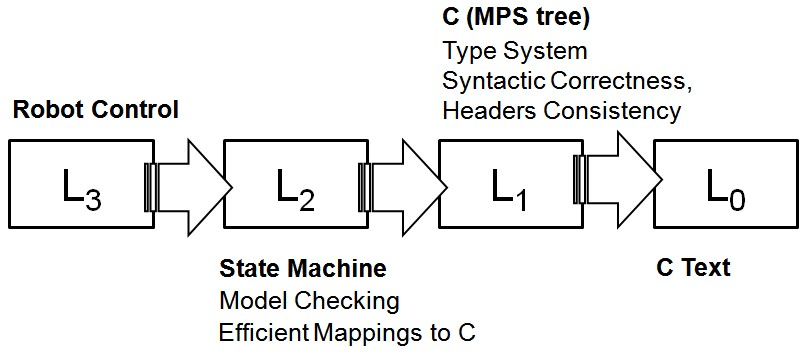 C (MPS tree)
Type System
Syntactic Correctness,
Headers Consistency
Robot Control
L3
L2
L1
L0
State Machine
Model Checking
Efficient Mappings to C
C Text